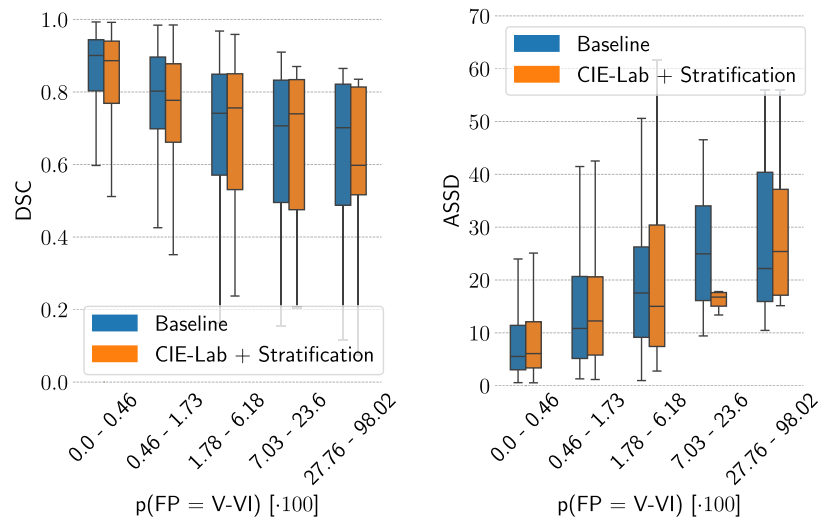 DSC
1.0
0.8
0.6
0.4
0.2
0.0
Baseline
CIE-Lab + Stratification
0.0 - 0.46
0.46 - 1.73
1.78 - 6.18
7.03 - 23.6
27.76 - 98.02
p(FP = V-VI) [·100]
ASSD
70
60
50
40
30
20
10
0
Baseline
CIE-Lab + Stratification
0.0 - 0.46
0.46 - 1.73
1.78 - 6.18
7.03 - 23.6
27.76 - 98.02
p(FP = V-VI) [·100]